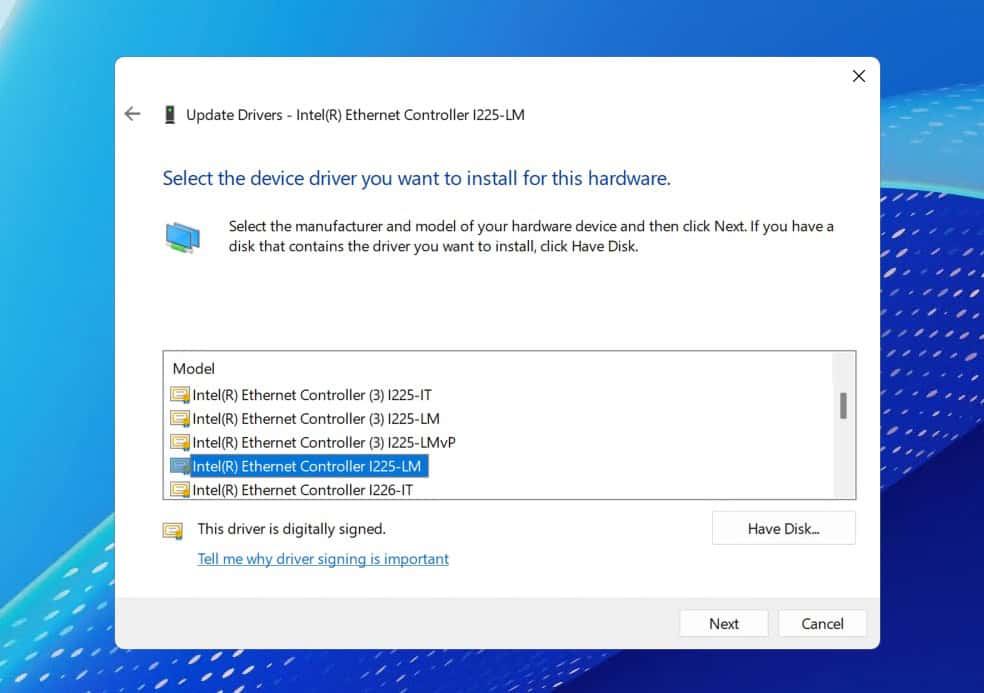 Update Drivers - Intel(R) Ethernet Controller I225-LM
Select the device driver you want to install for this hardware.
Select the manufacturer and model of your hardware device and then click Next. If you have a
disk that contains the driver you want to install, click Have Disk.
Model
Intel(R) Ethernet Controller (3) I225-IT
Intel(R) Ethernet Controller (3) I225-LM
Intel(R) Ethernet Controller (3) I225-LMvP
Intel(R) Ethernet Controller I225-LM
Intel(R) Ethernet Controller I226-IT
This driver is digitally signed.
Have Disk...
Tell me why driver signing is important
Next
Cancel